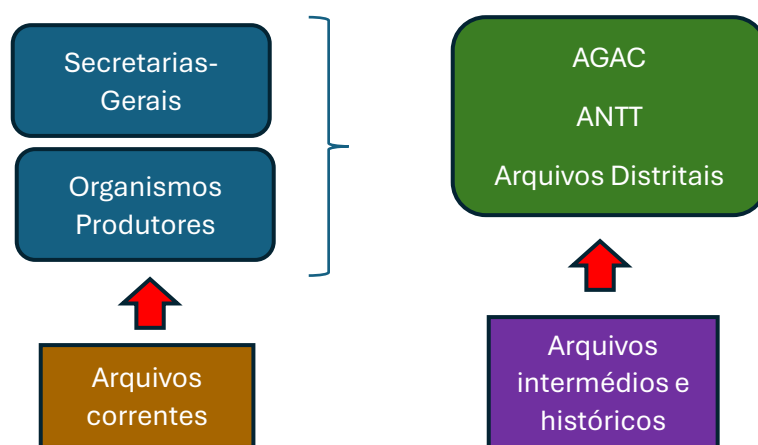 Secretarias-
Gerais
Organismos
Produtores
Arquivos
correntes
AGAC
ANTT
Arquivos Distritais
Arquivos
intermédios e
históricos